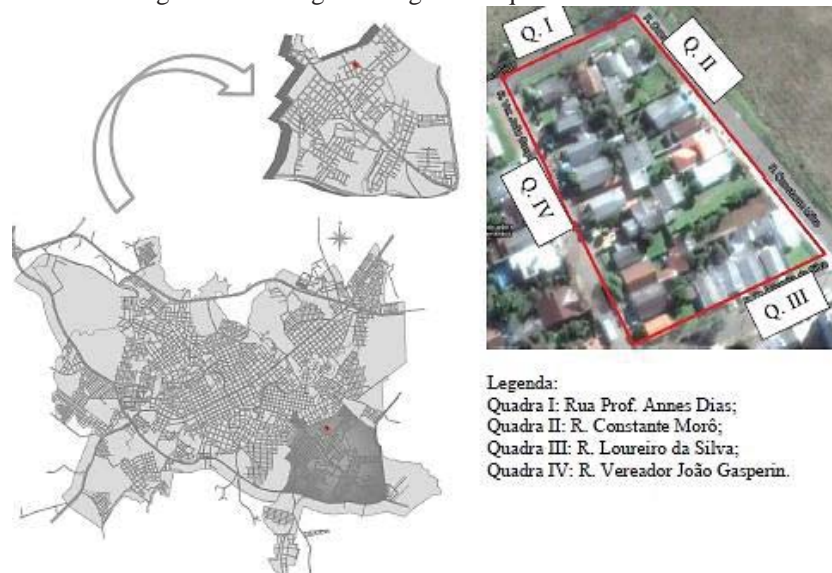 Q. I
Q. II
Q. IV
Q. III
Legenda:
Quadra I: Rua Prof. Annes Dias;
Quadra II: R. Constante Morô;
Quadra III: R. Loureiro da Silva;
Quadra IV: R. Vereador João Gasperin.